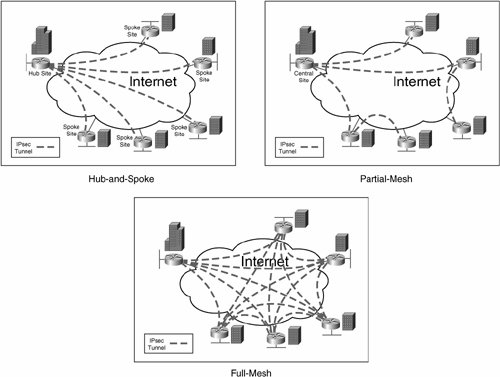 Spoke
Site
Hub Site
Internet
Spoke
Site
Spoke
Site
Spoke
Site
Spoke Site
IPsec
Tunnel
Hub-and-Spoke
Central
Site
Internet
IPsec
Tunnel
Partial-Mesh
Internet
IPsec
Tunnel
Full-Mesh